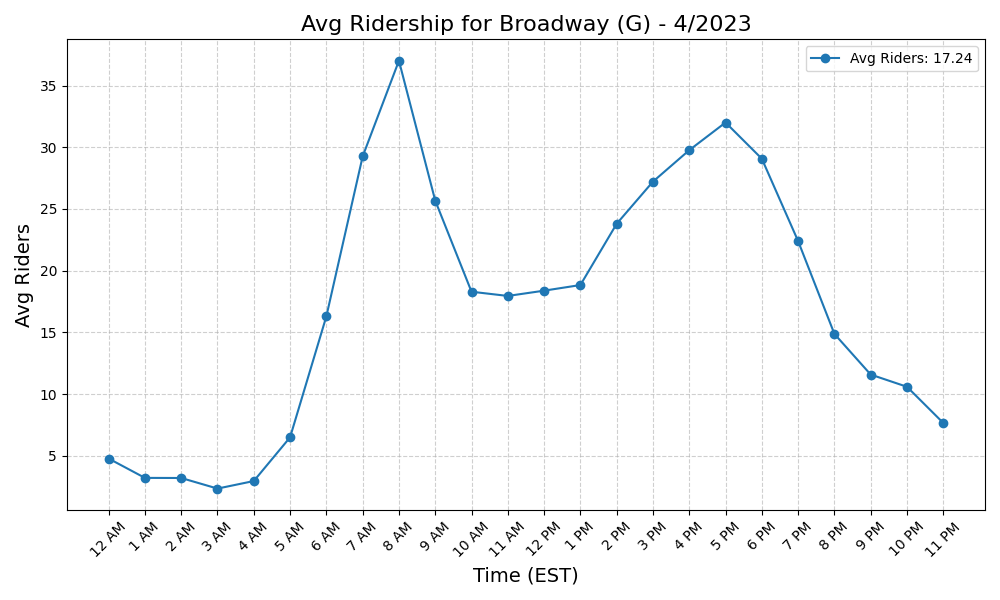 Avg Ridership for Broadway (G) - 4/2023
Avg Riders: 17.24
Avg Riders
35
30
25
20
15
10
5
12 AM
1 AM
2 AM
3 AM
4 AM
5 AM
6 AM
7 AM
8 AM
9 AM
10 AM
11 AM
12 PM
1 PM
2 PM
3 PM
4 PM
5 PM
6 PM
7 PM
8 PM
9 PM
10 PM
11 PM
Time (EST)